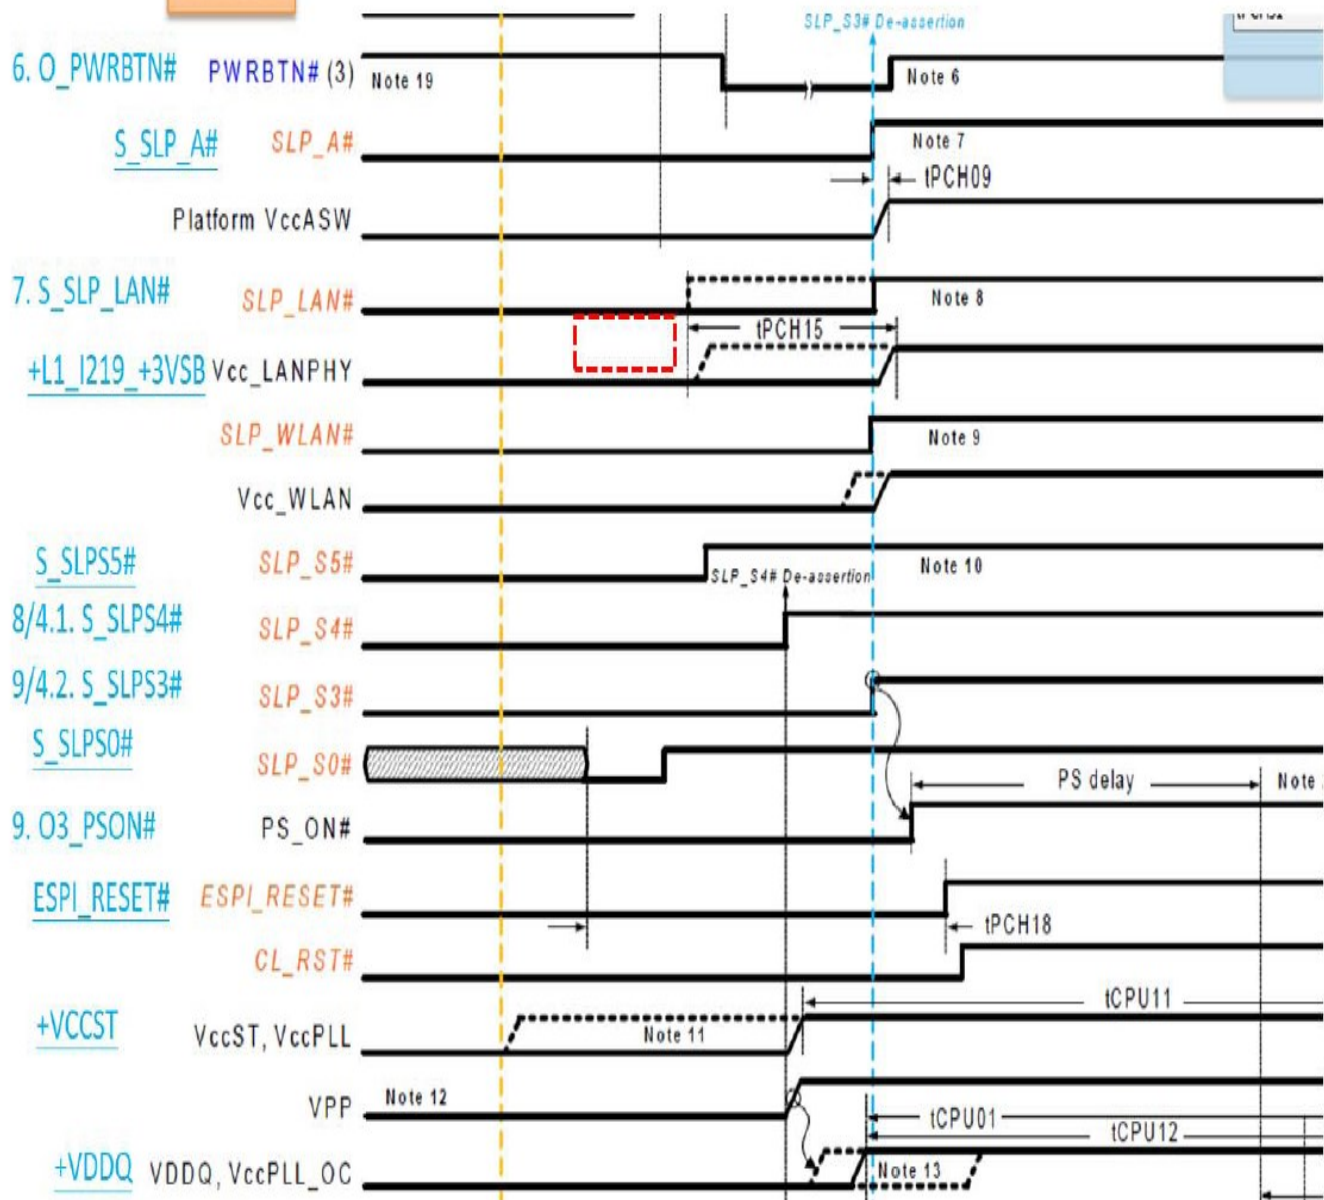 SLP_S3# De-assertion
6. O_PWRBTN# PWRBTN# (3) Note 19 Note 6
S_SLP_A# SLP_A# Note 7
tPCH09
Platform VccASW
7. S_SLP_LAN# SLP_LAN# Note 8
tPCH15
+L1_I219_+3VSB Vcc_LANPHY
SLP_WLAN# Note 9
Vcc_WLAN
S_SLPS5# SLP_S5# Note 10
SLP_S4# De-assertion
8/4.1. S_SLPS4# SLP_S4#
9/4.2. S_SLPS3# SLP_S3#
S_SLPS0# SLP_S0#
PS delay Note
9. O3_PSON# PS_ON#
ESPI_RESET# ESPI_RESET#
tPCH18
CL_RST#
tCPU11
+VCCST VccST, VccPLL Note 11
VPP Note 12
tCPU01
tCPU12
+VDDQ VDDQ, VccPLL_OC Note 13